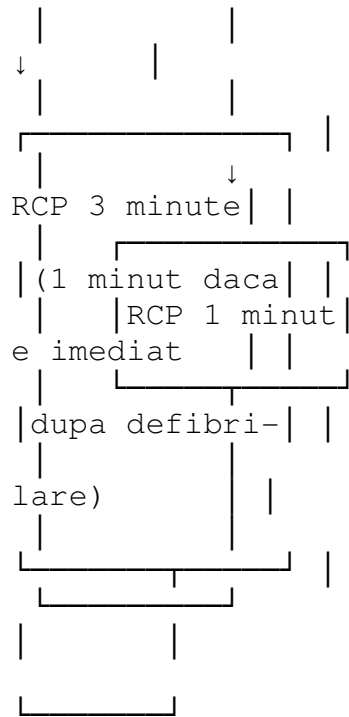 RCP 3 minute
(1 minut daca
RCP 1 minut
e imediat
dupa defibri-
lare)